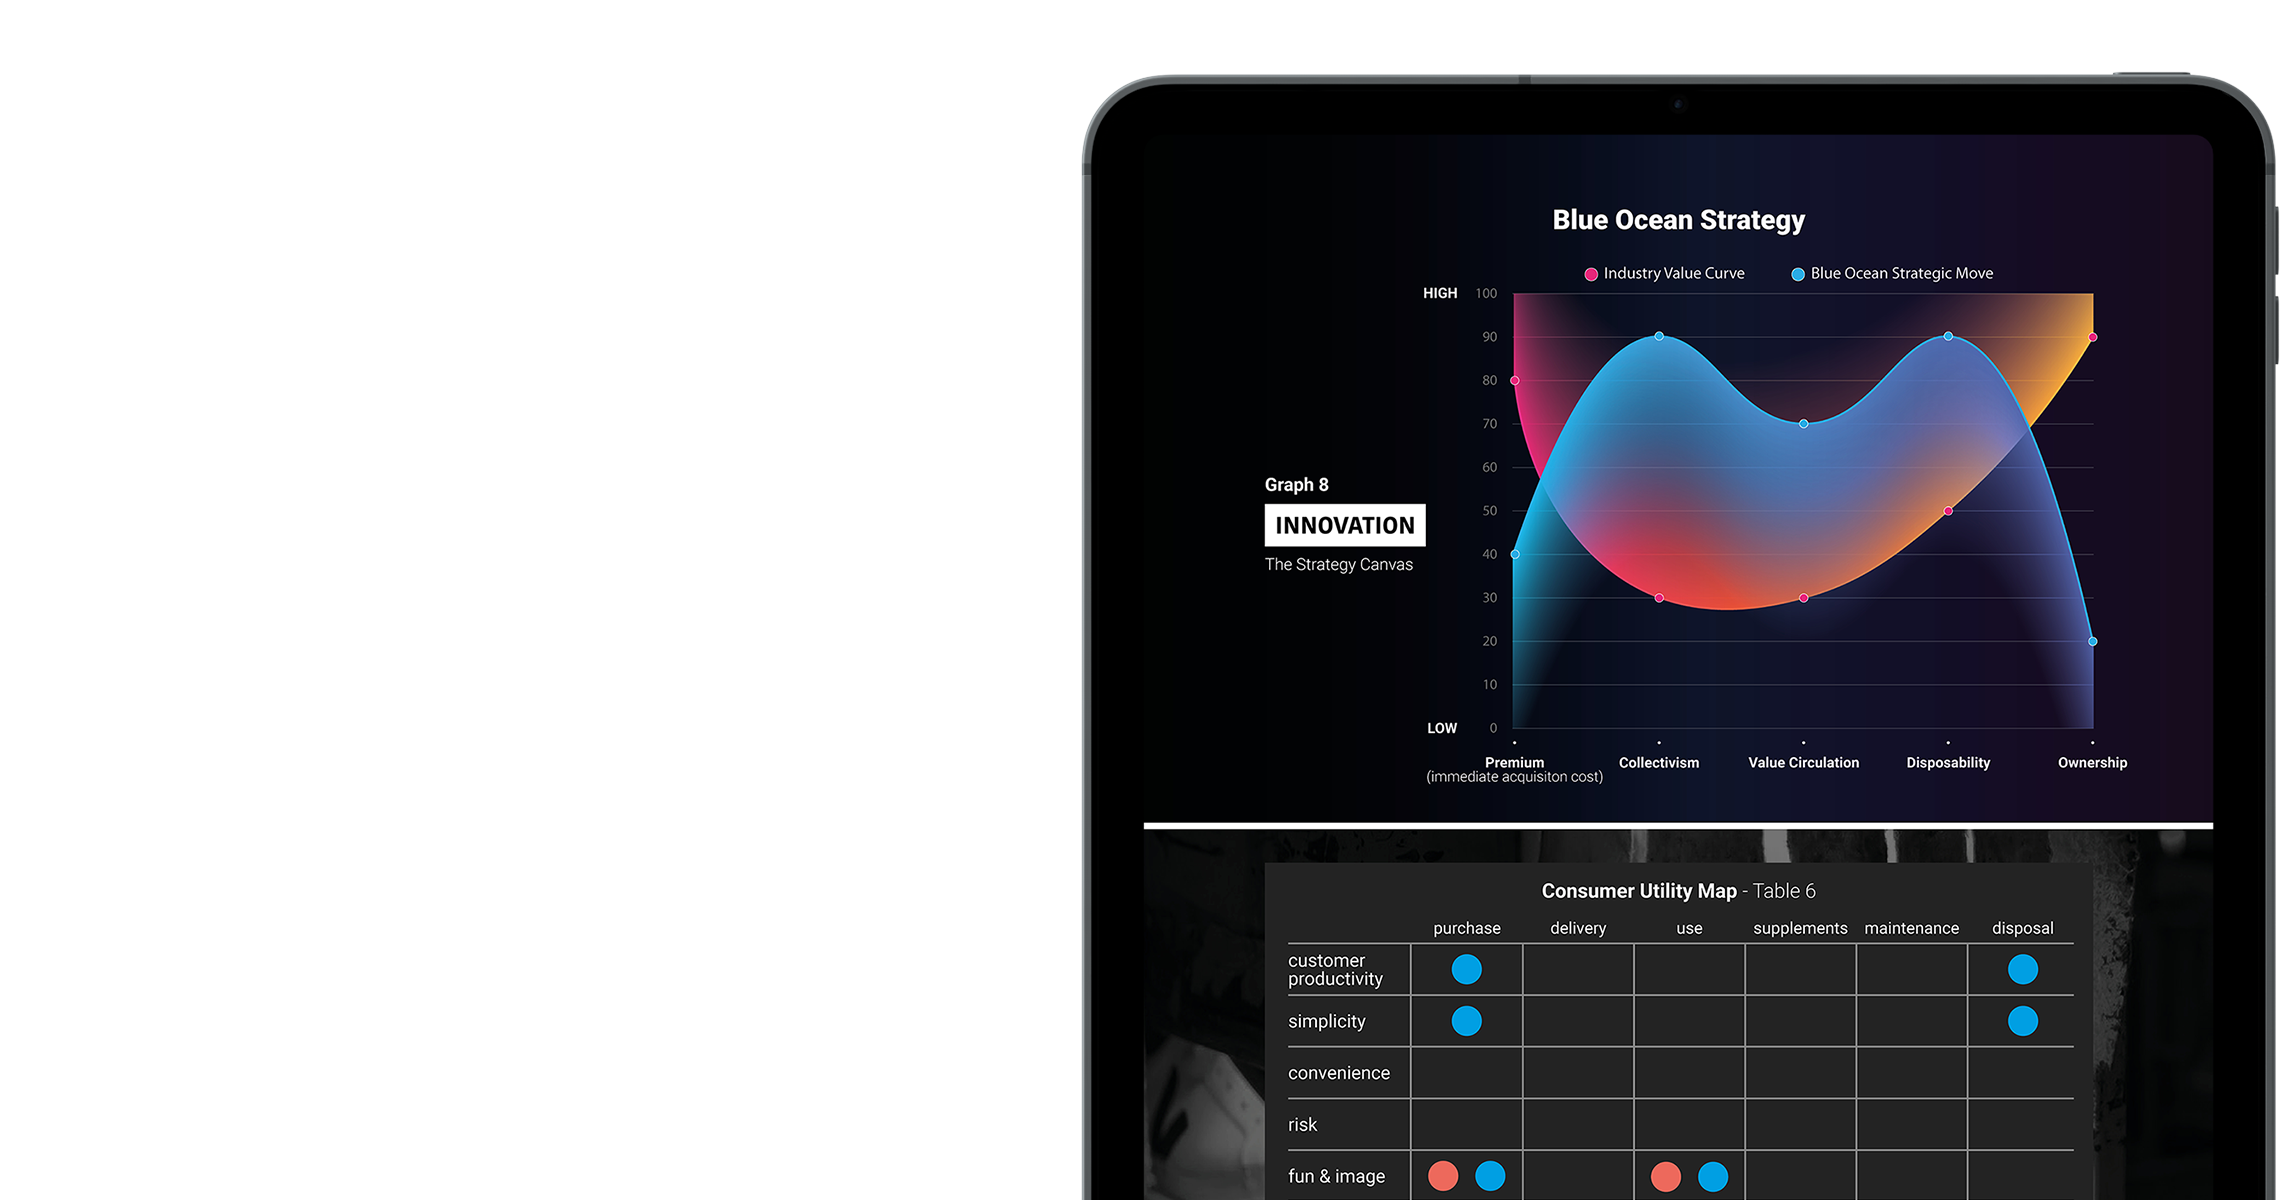 Blue Ocean Strategy
Industry Value Curve
Blue Ocean Strategic Move
HIGH
100
90
80
70
60
50
40
30
20
10
LOW
0
Graph 8
INNOVATION
The Strategy Canvas
Premium
(immediate acquisiton cost)
Collectivism
Value Circulation
Disposability
Ownership
Consumer Utility Map - Table 6
purchase
delivery
use
supplements
maintenance
disposal
customer
productivity
simplicity
convenience
risk
fun & image